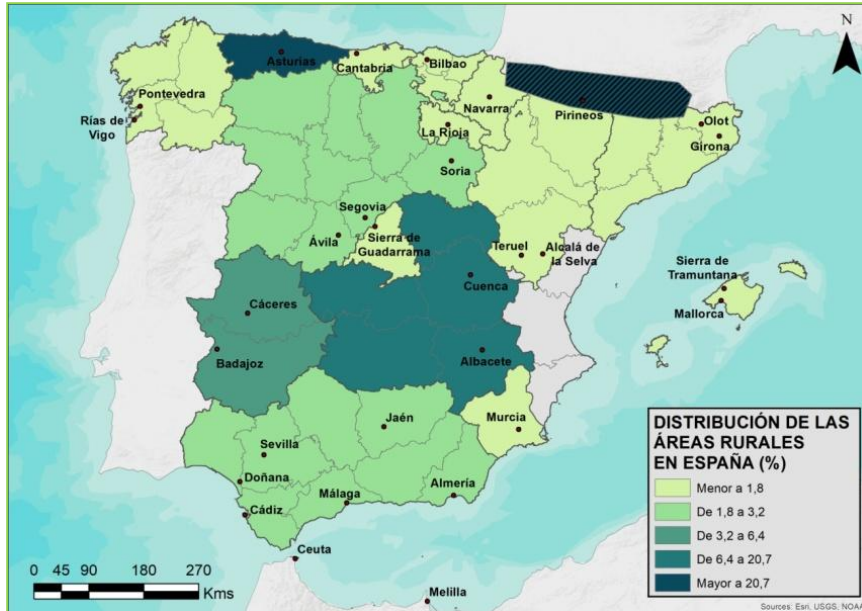 N
Asturias
Cantabria
Bilbao
Pontevedra
Rías de
Vigo
Navarra
Pirineos
La Rioja
Olot
Girona
Soria
Segovia
Ávila
Sierra de
Guadarrama
Teruel
Alcalá de
la Selva
Cuenca
Sierra de
Tramuntana
Mallorca
Cáceres
Badajoz
Albacete
Murcia
Jaén
Sevilla
Doñana
Almería
Málaga
Cádiz
Ceuta
Melilla
DISTRIBUCIÓN DE LAS
ÁREAS RURALES
EN ESPAÑA (%)
Menor a 1,8
De 1,8 a 3,2
De 3,2 a 6,4
De 6,4 a 20,7
Mayor a 20,7
0 45 90 180 270
Kms
Sources: Esri, USGS, NOAA